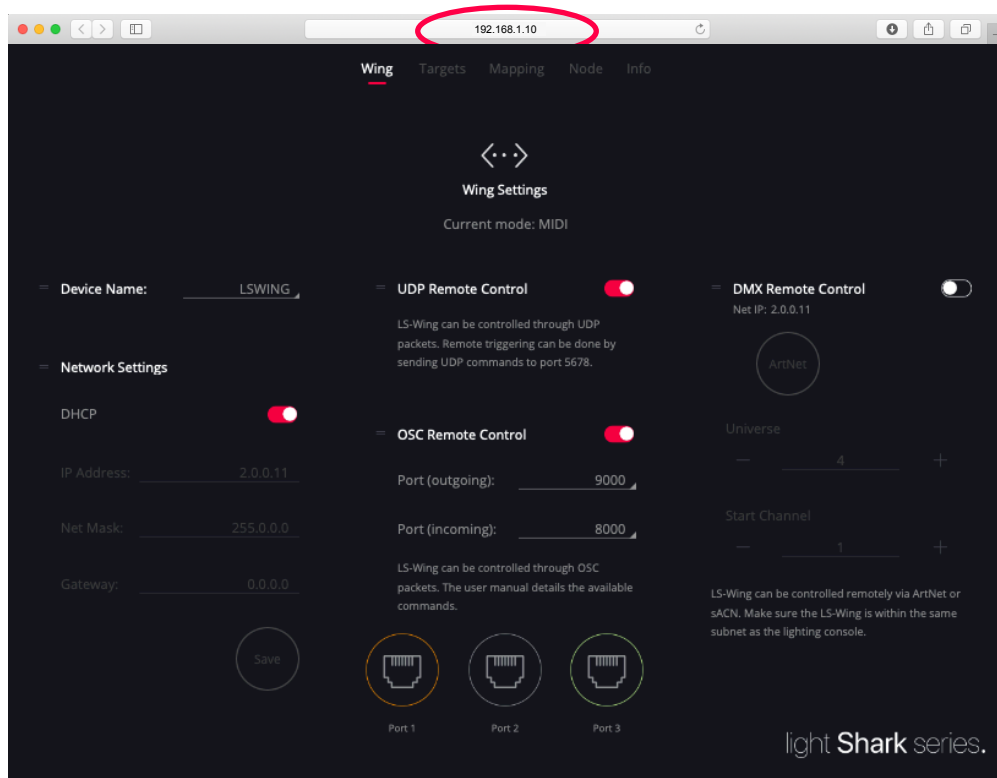 192.168.1.10
Wing Targets Mapping Node Info
Wing Settings
Current mode: MIDI
Device Name: LSWING
Network Settings
DHCP
IP Address: 2.0.0.11
Net Mask: 255.0.0.0
Gateway: 0.0.0.0
Save
UDP Remote Control
LS-Wing can be controlled through UDP
packets. Remote triggering can be done by
sending UDP commands to port 5678.
OSC Remote Control
Port (outgoing): 9000
Port (incoming): 8000
LS-Wing can be controlled through OSC
packets. The user manual details the available
commands.
Port 1 Port 2 Port 3
DMX Remote Control
Net IP: 2.0.0.11
ArtNet
Universe
4
Start Channel
1
LS-Wing can be controlled remotely via ArtNet or
sACN. Make sure the LS-Wing is within the same
subnet as the lighting console.
light Shark series.